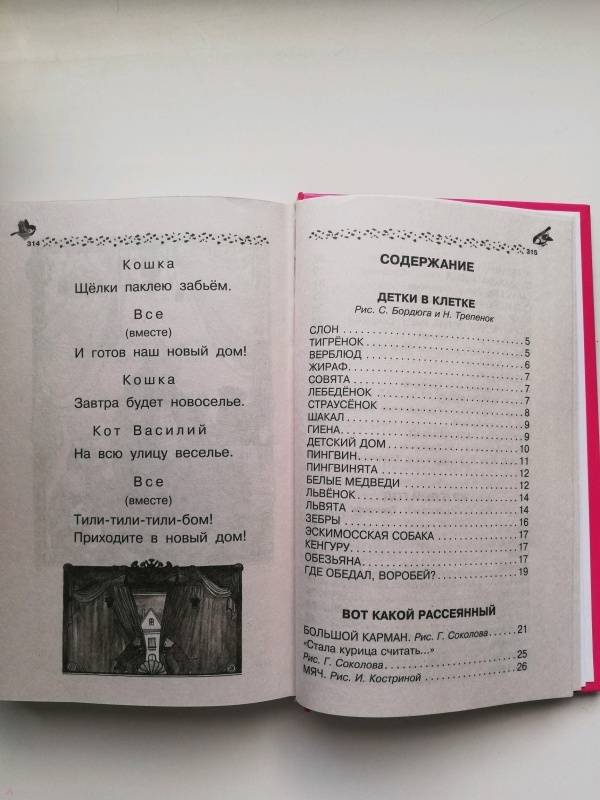 314
Кошка
Щёлки паклею забьём.
Все
(вместе)
И готов наш новый дом!
Кошка
Завтра будет новоселье.
Кот Василий
На всю улицу веселье.
Все
(вместе)
Тили-тили-тили-бом!
Приходите в новый дом!
315
СОДЕРЖАНИЕ
ДЕТКИ В КЛЕТКЕ
Рис. С. Бордюга и Н. Трепенок
СЛОН 5
ТИГРЁНОК 5
ВЕРБЛЮД 6
ЖИРАФ 7
СОВЯТА 7
ЛЕБЕДЁНОК 7
СТРАУСЁНОК 8
ШАКАЛ 9
ГИЕНА 9
ДЕТСКИЙ ДОМ 10
ПИНГВИН 11
ПИНГВИНЯТА 12
БЕЛЫЕ МЕДВЕДИ 12
ЛЬВЁНОК 14
ЛЬВЯТА 14
ЗЕБРЫ 16
ЭСКИМОССКАЯ СОБАКА 17
КЕНГУРУ 17
ОБЕЗЬЯНА 17
ГДЕ ОБЕДАЛ, ВОРОБЕЙ? 19
ВОТ КАКОЙ РАССЕЯННЫЙ
БОЛЬШОЙ КАРМАН. Рис. Г. Соколова 21
«Стала курица считать...»
Рис. Г. Соколова 25
МЯЧ. Рис. И. Костриной 26